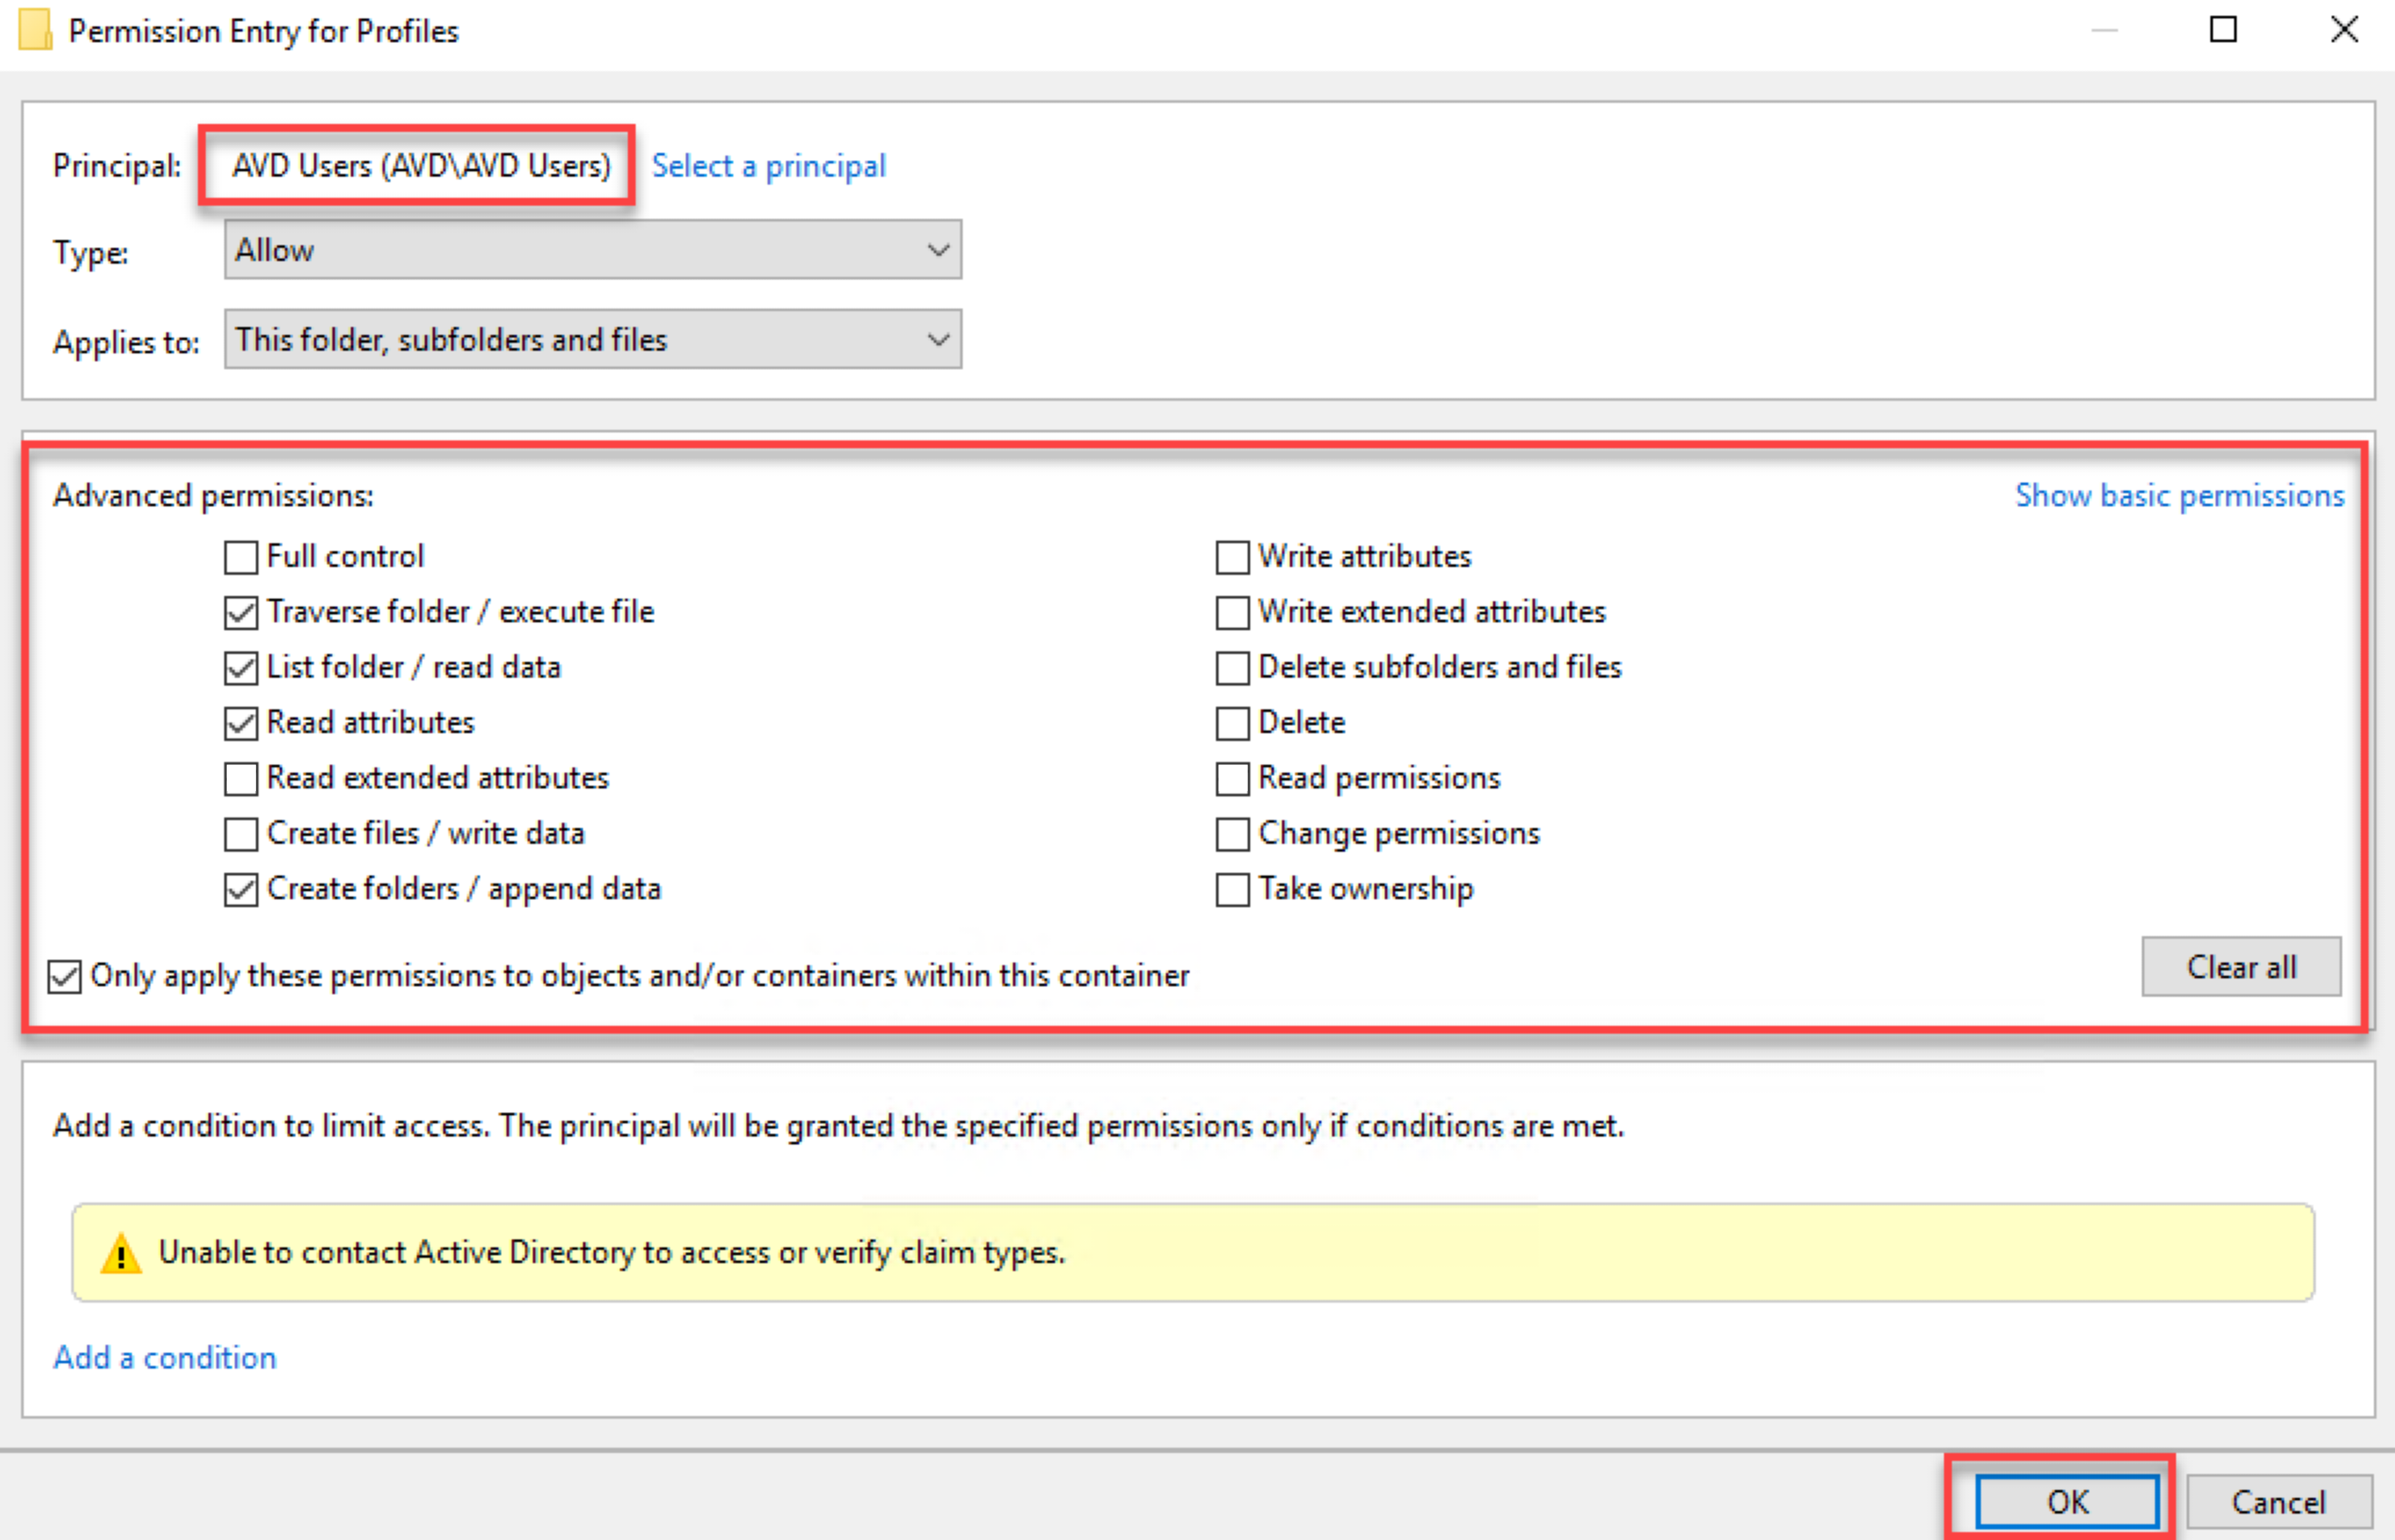 Permission Entry for Profiles
Principal: AVD Users (AVD\AVD Users) Select a principal
Type: Allow
Applies to: This folder, subfolders and files
Advanced permissions: Show basic permissions
Full control Write attributes
Traverse folder / execute file Write extended attributes
List folder / read data Delete subfolders and files
Read attributes Delete
Read extended attributes Read permissions
Create files / write data Change permissions
Create folders / append data Take ownership
Only apply these permissions to objects and/or containers within this container Clear all
Add a condition to limit access. The principal will be granted the specified permissions only if conditions are met.
Unable to contact Active Directory to access or verify claim types.
Add a condition
OK Cancel